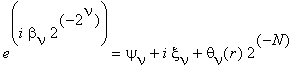 e^(i β_ν 2^(-2^ν)) = ψ_ν + i ξ_ν + θ_ν(r) 2^(-N)